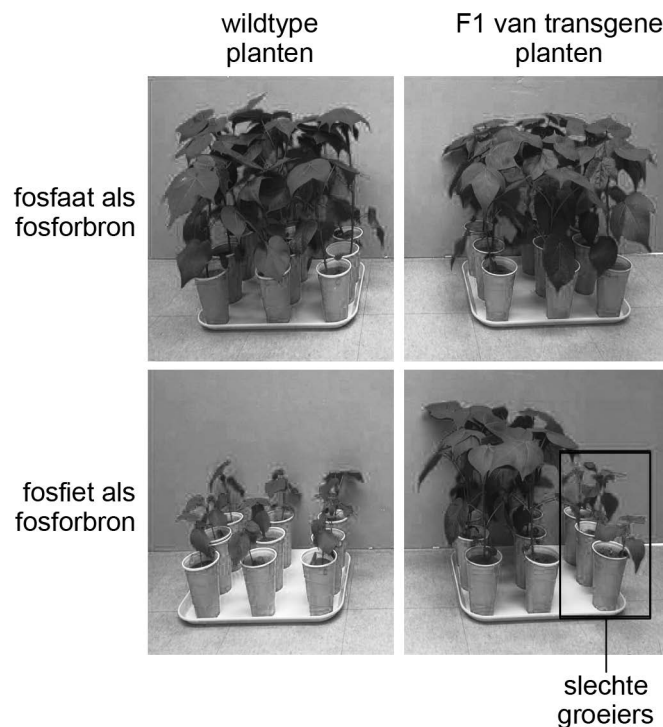 wildtype
planten
F1 van transgene
planten
fosfaat als
fosforbron
fosfiet als
fosforbron
slechte
groeiers